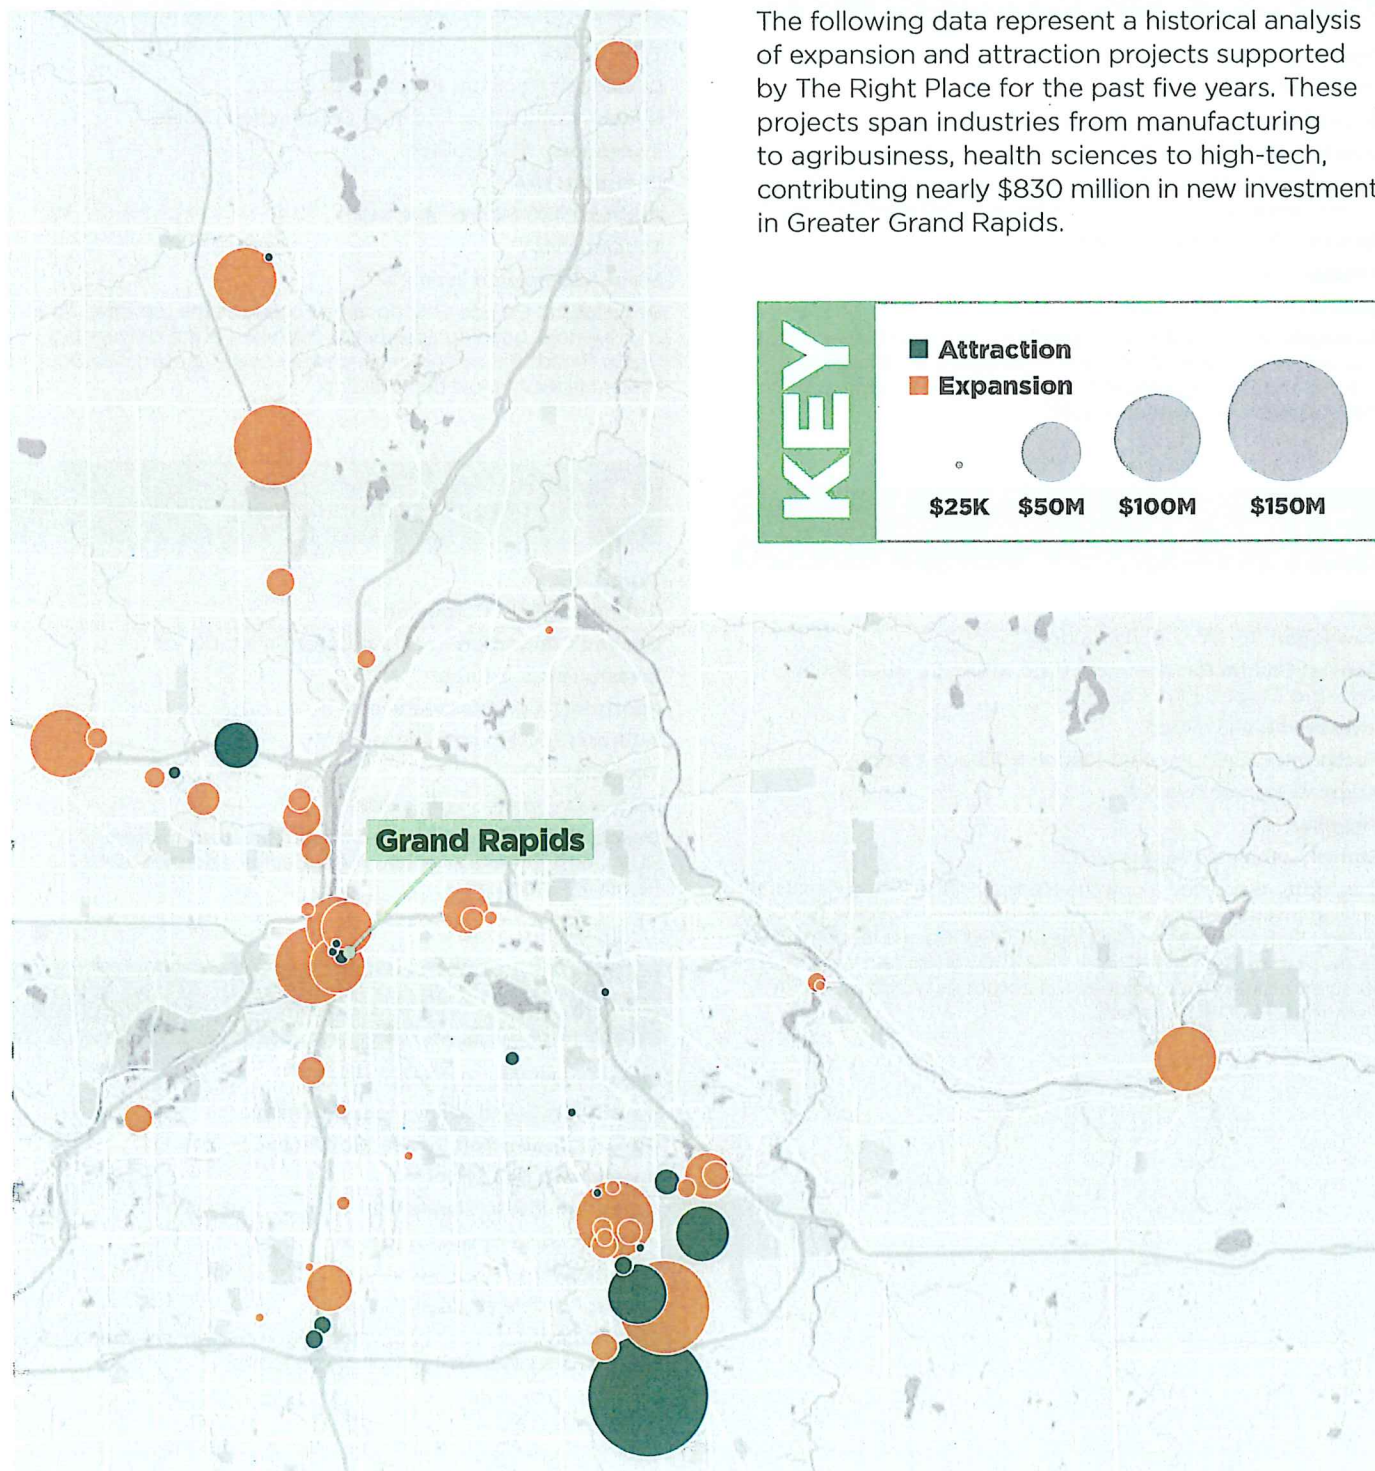 The following data represent a historical analysis
of expansion and attraction projects supported
by The Right Place for the past five years. These
projects span industries from manufacturing
to agribusiness, health sciences to high-tech,
contributing nearly $830 million in new investment
in Greater Grand Rapids.
KEY
Attraction
Expansion
$25K $50M $100M $150M
Grand Rapids